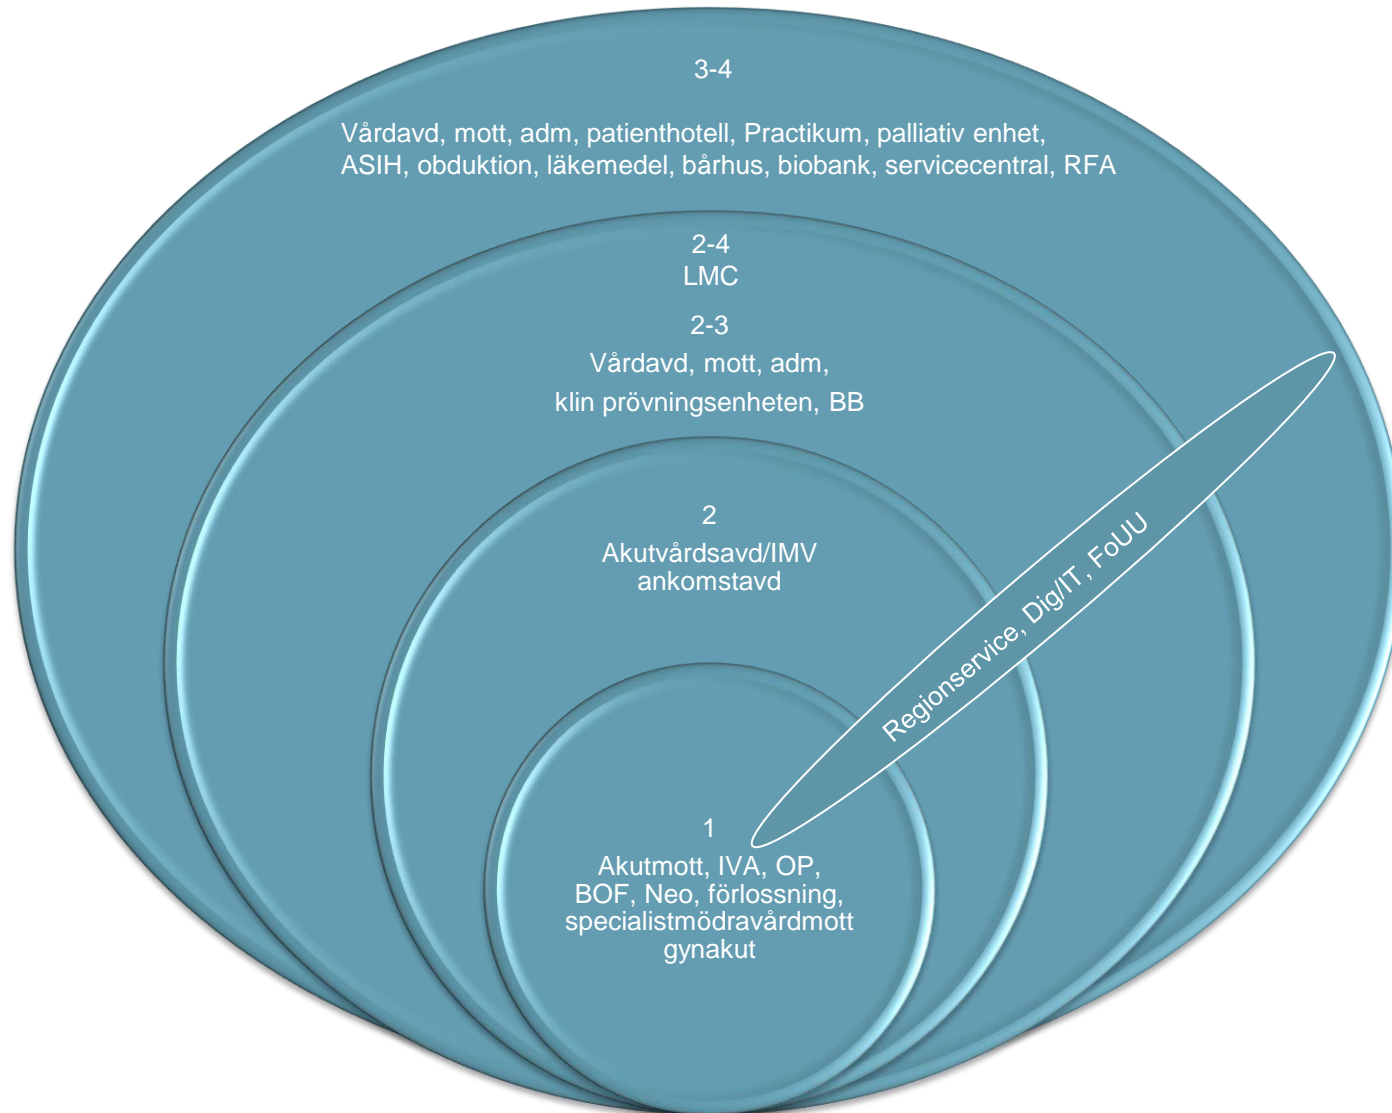 3-4
Vårdavd, mott, adm, patienthotell, Practikum, palliativ enhet,
ASIH, obduktion, läkemedel, bårhus, biobank, servicecentral, RFA
2-4
LMC
2-3
Vårdavd, mott, adm,
klin prövningsenheten, BB
2
Akutvårdsavd/IMV
ankomstavd
Regionservice, Dig/IT, FoUU
1
Akutmott, IVA, OP,
BOF, Neo, förlossning,
specialistmödravårdmott
gynakut